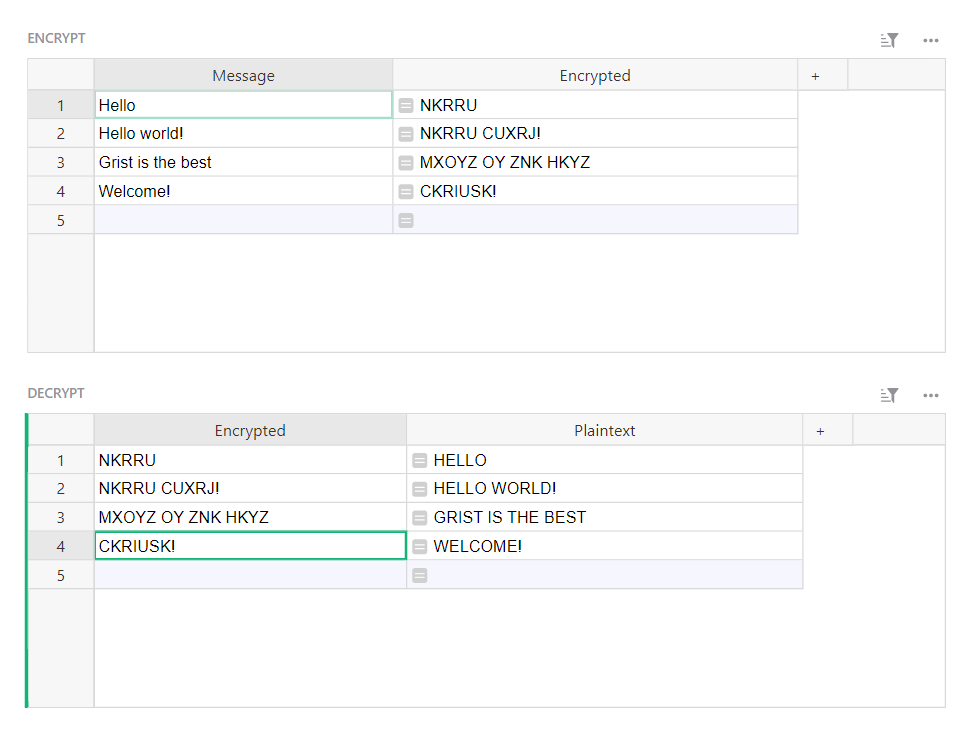 ENCRYPT
Message Encrypted +
1 Hello = NKRRU
2 Hello world! = NKRRU CUXRJ!
3 Grist is the best = MXOYZ OY ZNK HKYZ
4 Welcome! = CKRIUSK!
5 =
DECRYPT
Encrypted Plaintext +
1 NKRRU = HELLO
2 NKRRU CUXRJ! = HELLO WORLD!
3 MXOYZ OY ZNK HKYZ = GRIST IS THE BEST
4 CKRIUSK! = WELCOME!
5 =